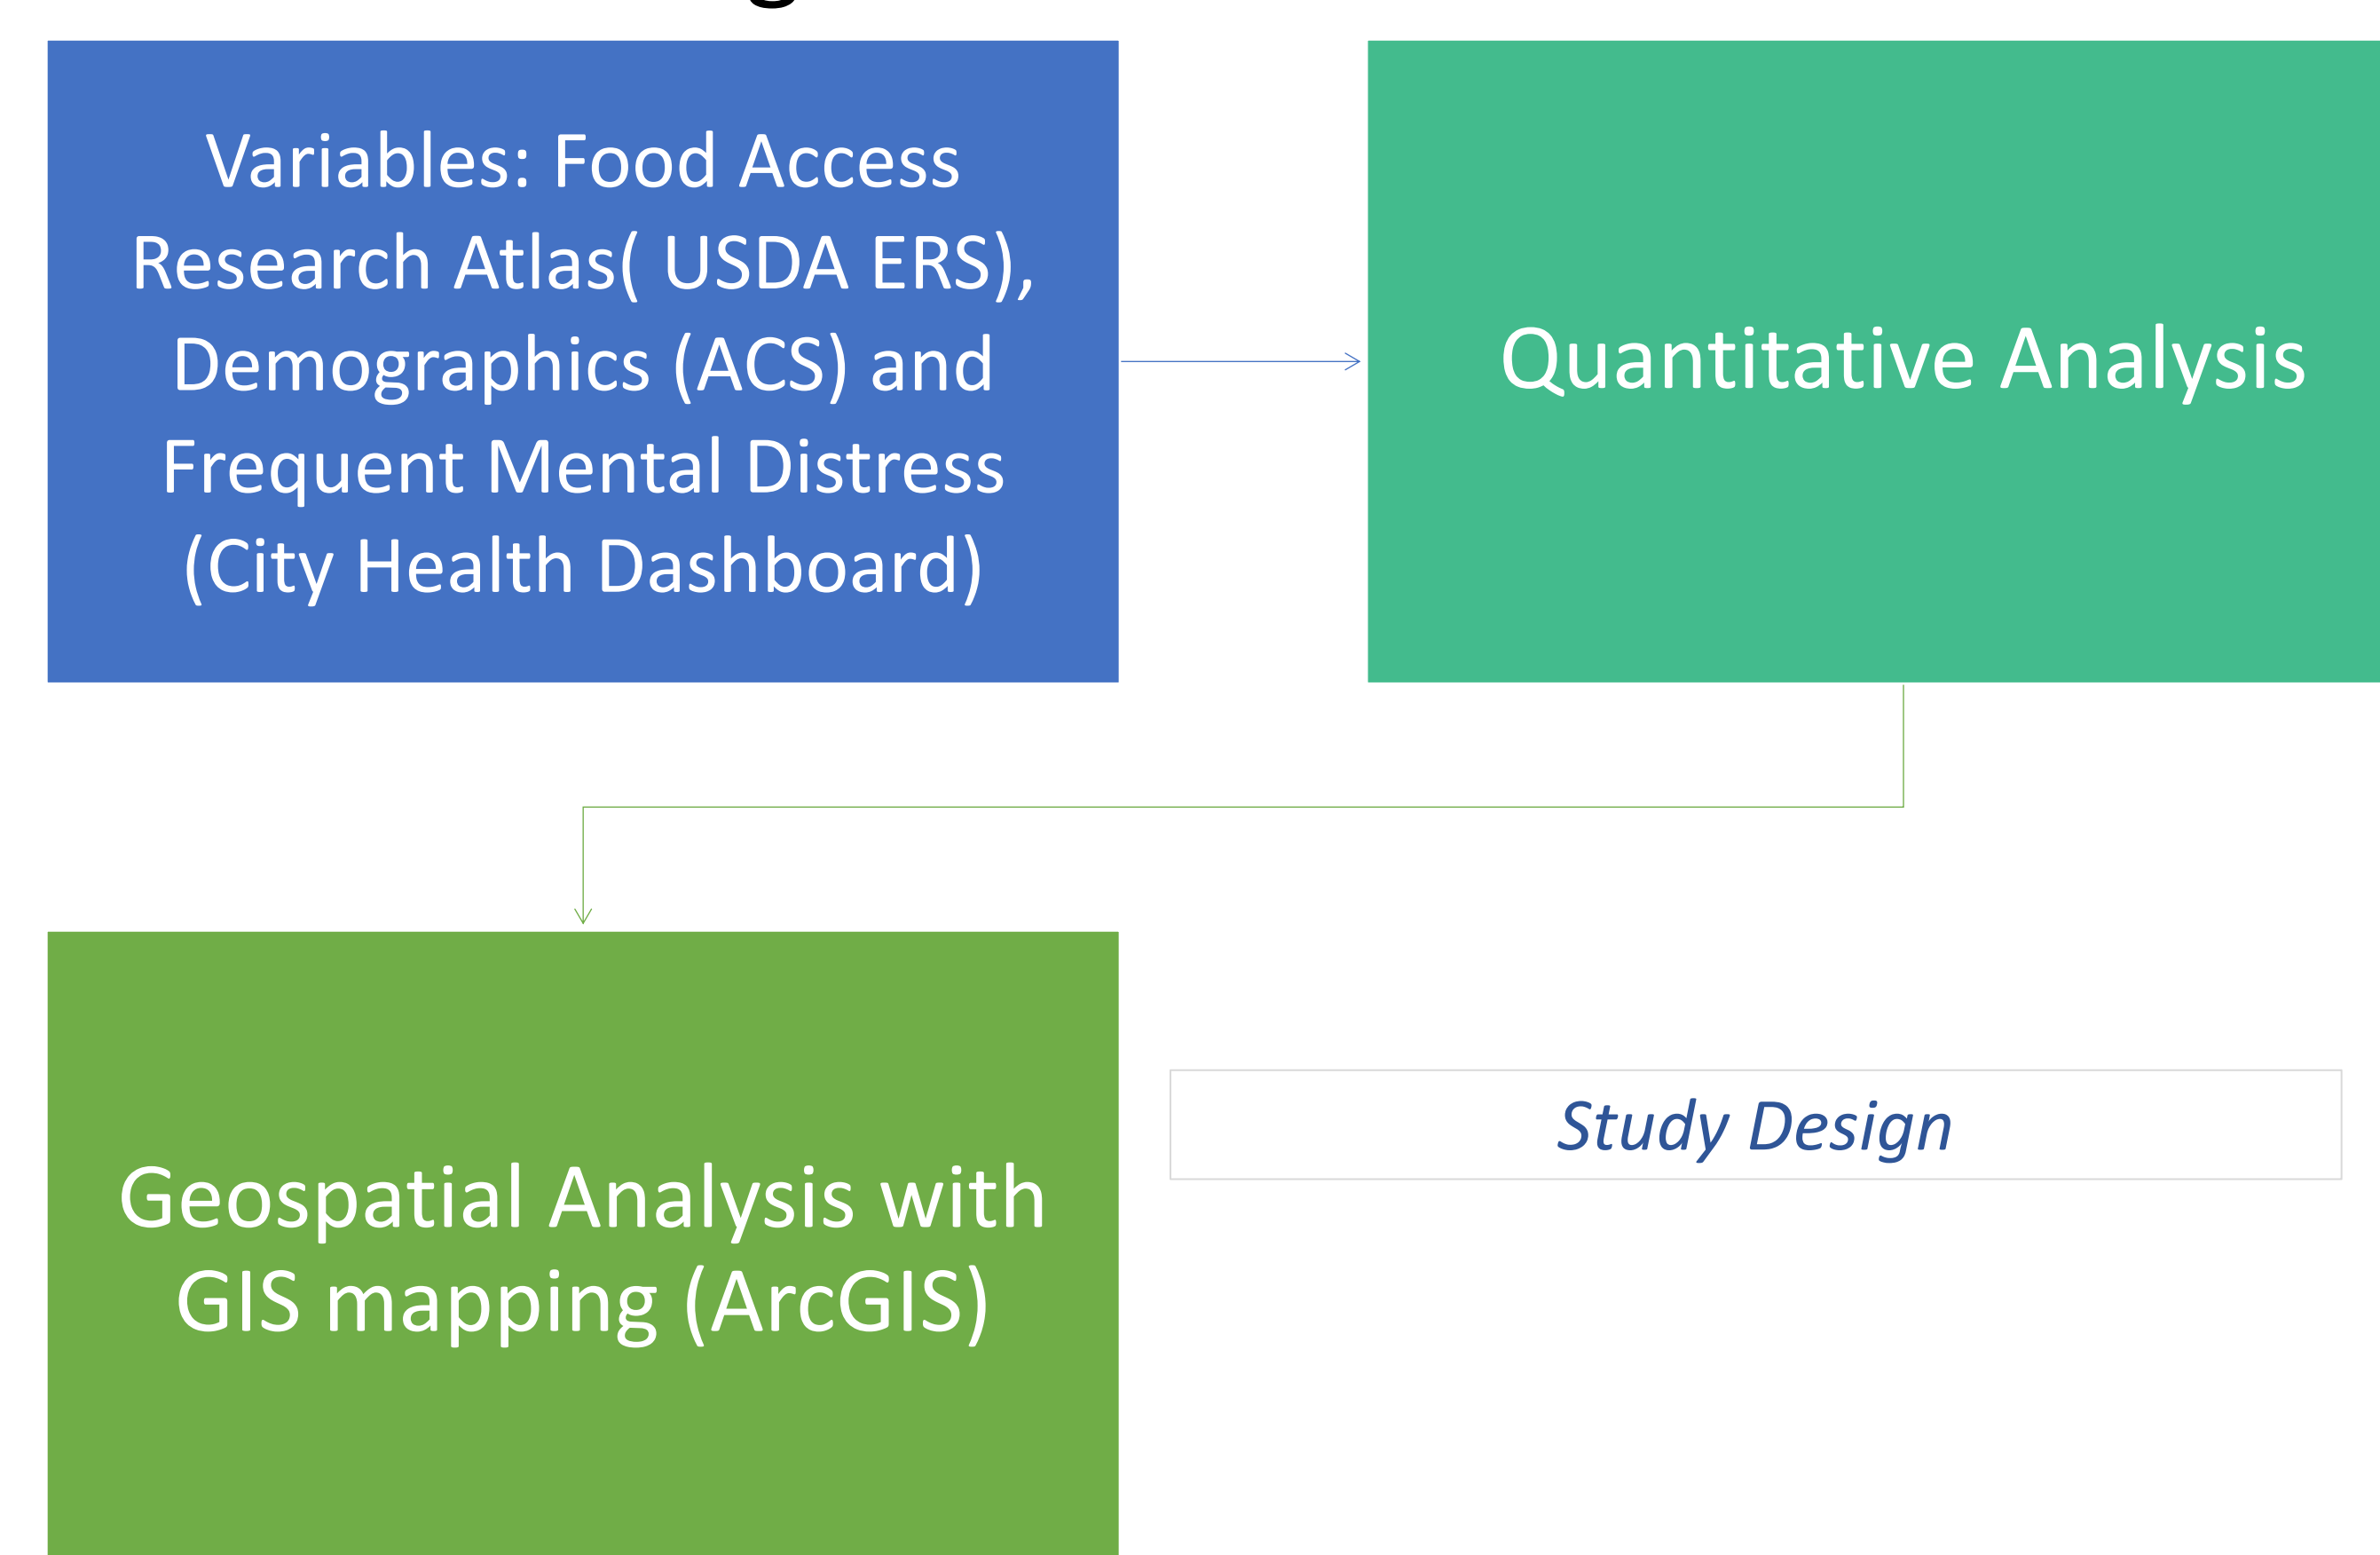 Variables: Food Access
Research Atlas( USDA ERS),
Demographics (ACS) and
Frequent Mental Distress
(City Health Dashboard)
Quantitative Analysis
Geospatial Analysis with
GIS mapping (ArcGIS)
Study Design